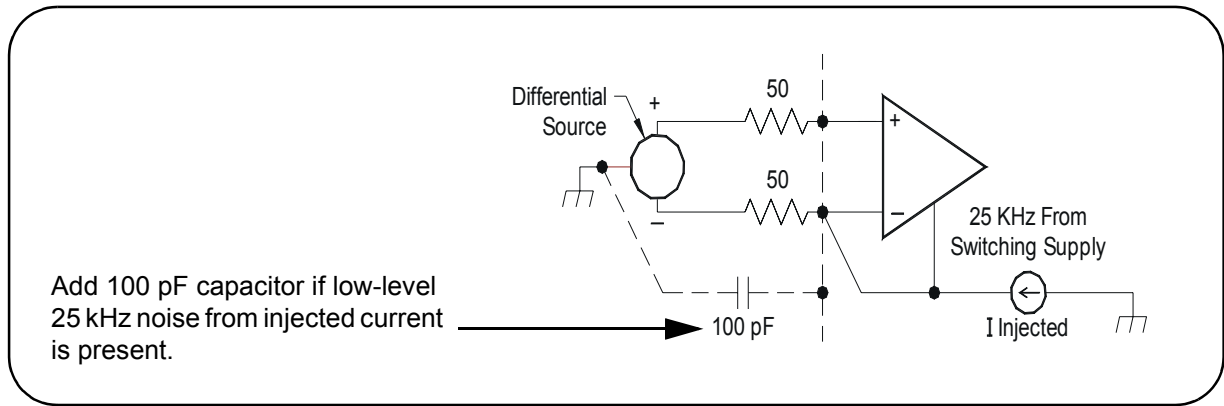 Differential
Source
+
50
+
−
50
−
25 KHz From
Switching Supply
I Injected
100 pF
Add 100 pF capacitor if low-level
25 kHz noise from injected current
is present.